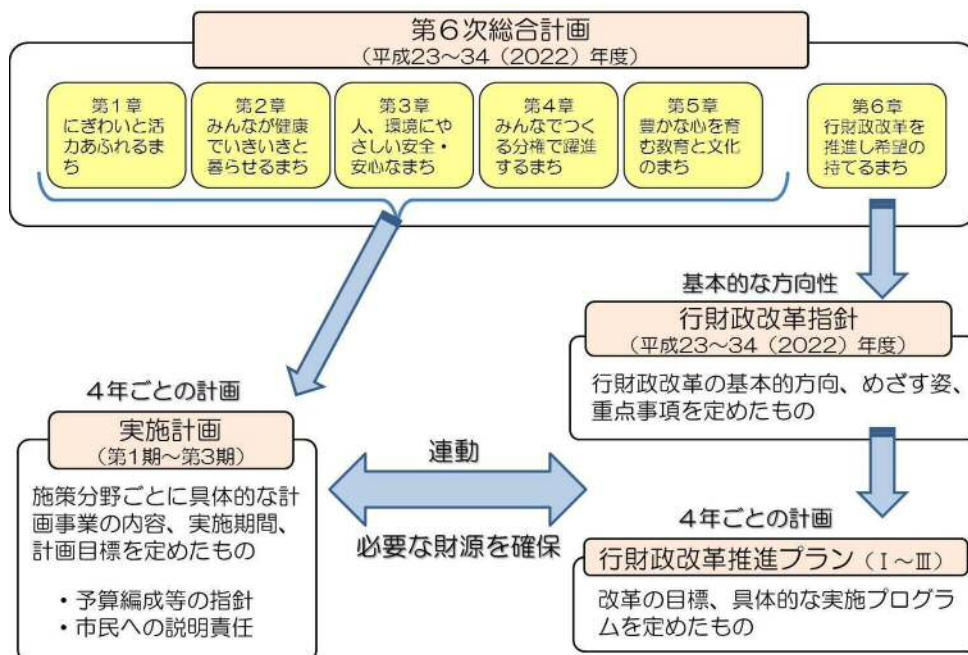 第6次総合計画
(平成23～34(2022)年度)
第1章
にぎわいと活
力あふれるま
ち
第2章
みんなが健康
でいきいきと
暮らせるまち
第3章
人、環境にや
さしい安全・
安心なまち
第4章
みんなでつく
る分権で躍進
するまち
第5章
豊かな心を育
む教育と文化
のまち
第6章
行財政改革を
推進し希望の
持てるまち
基本的な方向性
行財政改革指針
(平成23～34(2022)年度)
行財政改革の基本的方向、めざす姿、
重点事項を定めたもの
4年ごとの計画
実施計画
(第1期～第3期)
施策分野ごとに具体的な計
画事業の内容、実施期間、
計画目標を定めたもの
・予算編成等の指針
・市民への説明責任
連動
必要な財源を確保
4年ごとの計画
行財政改革推進プラン(Ⅰ～Ⅲ)
改革の目標、具体的な実施プログラ
ムを定めたもの